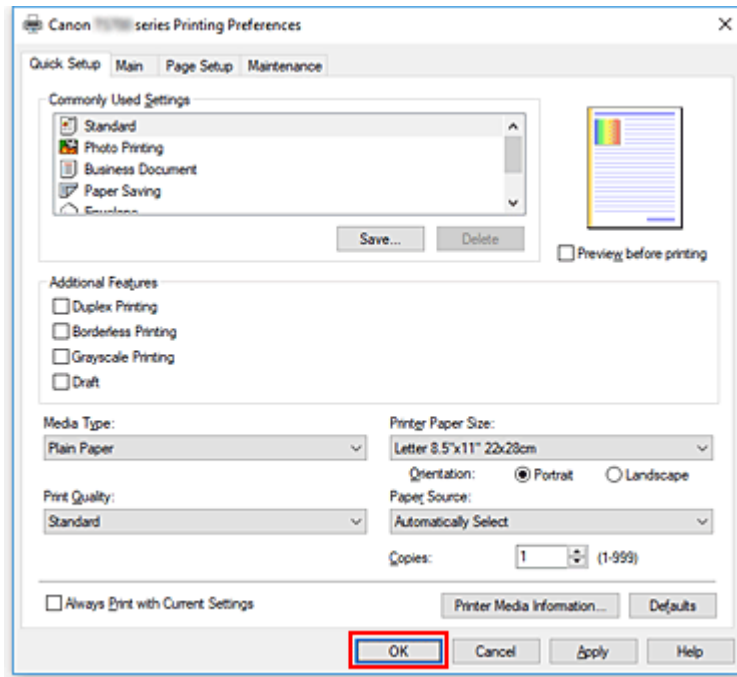 Canon series Printing Preferences
Quick Setup Main Page Setup Maintenance
Commonly Used Settings
Standard
Photo Printing
Business Document
Paper Saving
Envelope
Save... Delete
Preview before printing
Additional Features
Duplex Printing
Borderless Printing
Grayscale Printing
Draft
Media Type: Printer Paper Size:
Plain Paper Letter 8.5"x11" 22x28cm
Orientation: Portrait Landscape
Print Quality: Paper Source:
Standard Automatically Select
Copies: 1 (1-999)
Always Print with Current Settings Printer Media Information... Defaults
OK Cancel Apply Help